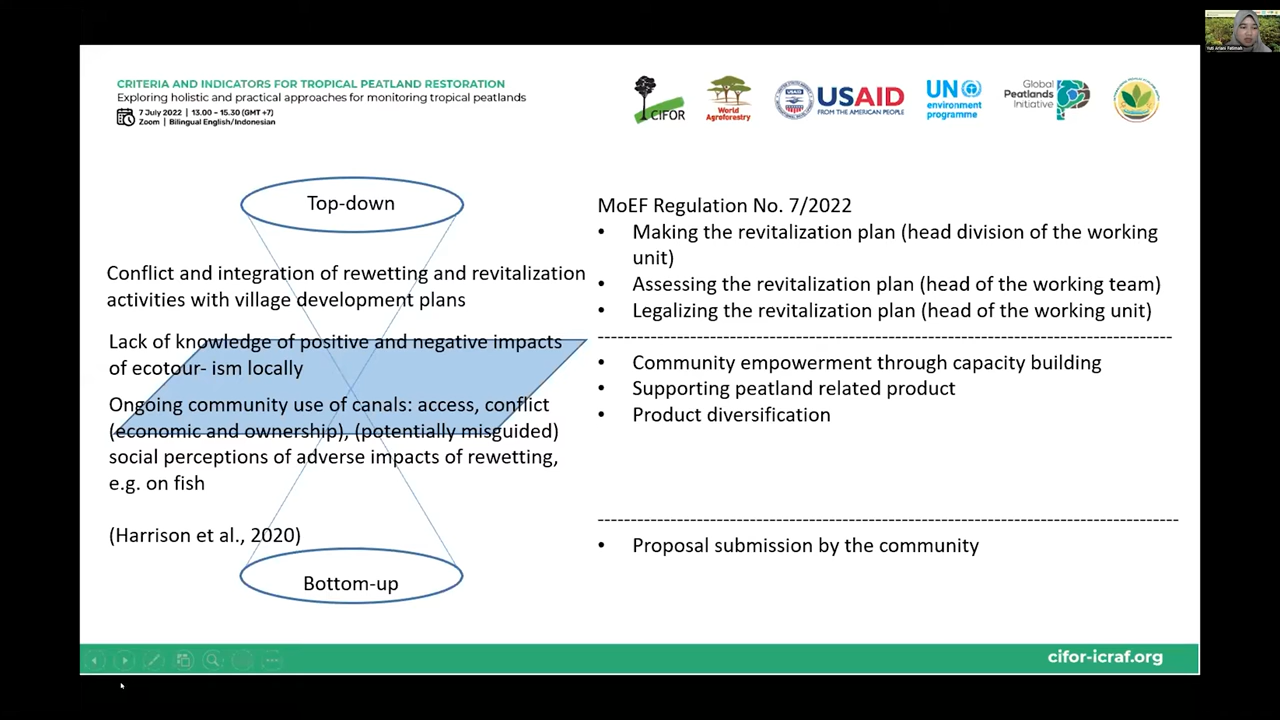 Yuti Ariani Fatimah
CRITERIA AND INDICATORS FOR TROPICAL PEATLAND RESTORATION
Exploring holistic and practical approaches for monitoring tropical peatlands
7 July 2022 | 13.00 - 15.30 (GMT +7)
Zoom | Bilingual English/Indonesian
CIFOR
World
Agroforestry
USAID
FROM THE AMERICAN PEOPLE
UN
environment
programme
Global
Peatlands
Initiative
Top-down
Conflict and integration of rewetting and revitalization
activities with village development plans
Lack of knowledge of positive and negative impacts
of ecotour- ism locally
Ongoing community use of canals: access, conflict
(economic and ownership), (potentially misguided)
social perceptions of adverse impacts of rewetting,
e.g. on fish
(Harrison et al., 2020)
Bottom-up
MoEF Regulation No. 7/2022
• Making the revitalization plan (head division of the working
unit)
• Assessing the revitalization plan (head of the working team)
• Legalizing the revitalization plan (head of the working unit)
• Community empowerment through capacity building
• Supporting peatland related product
• Product diversification
• Proposal submission by the community
cifor-icraf.org